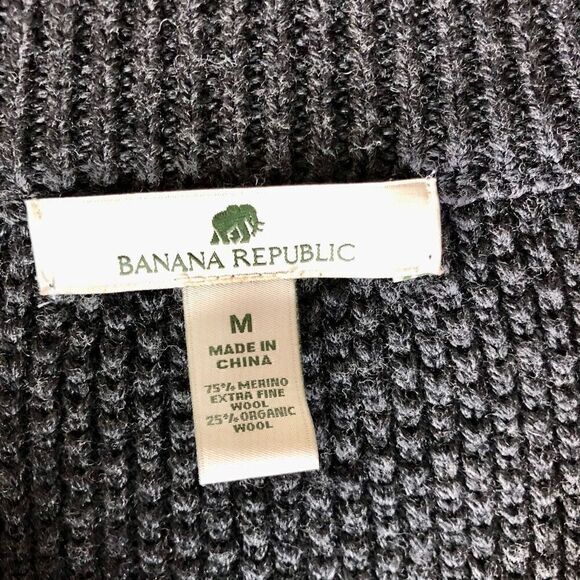 BANANA REPUBLIC
M
MADE IN
CHINA
75% MERINO
EXTRA FINE
WOOL
25% ORGANIC
WOOL